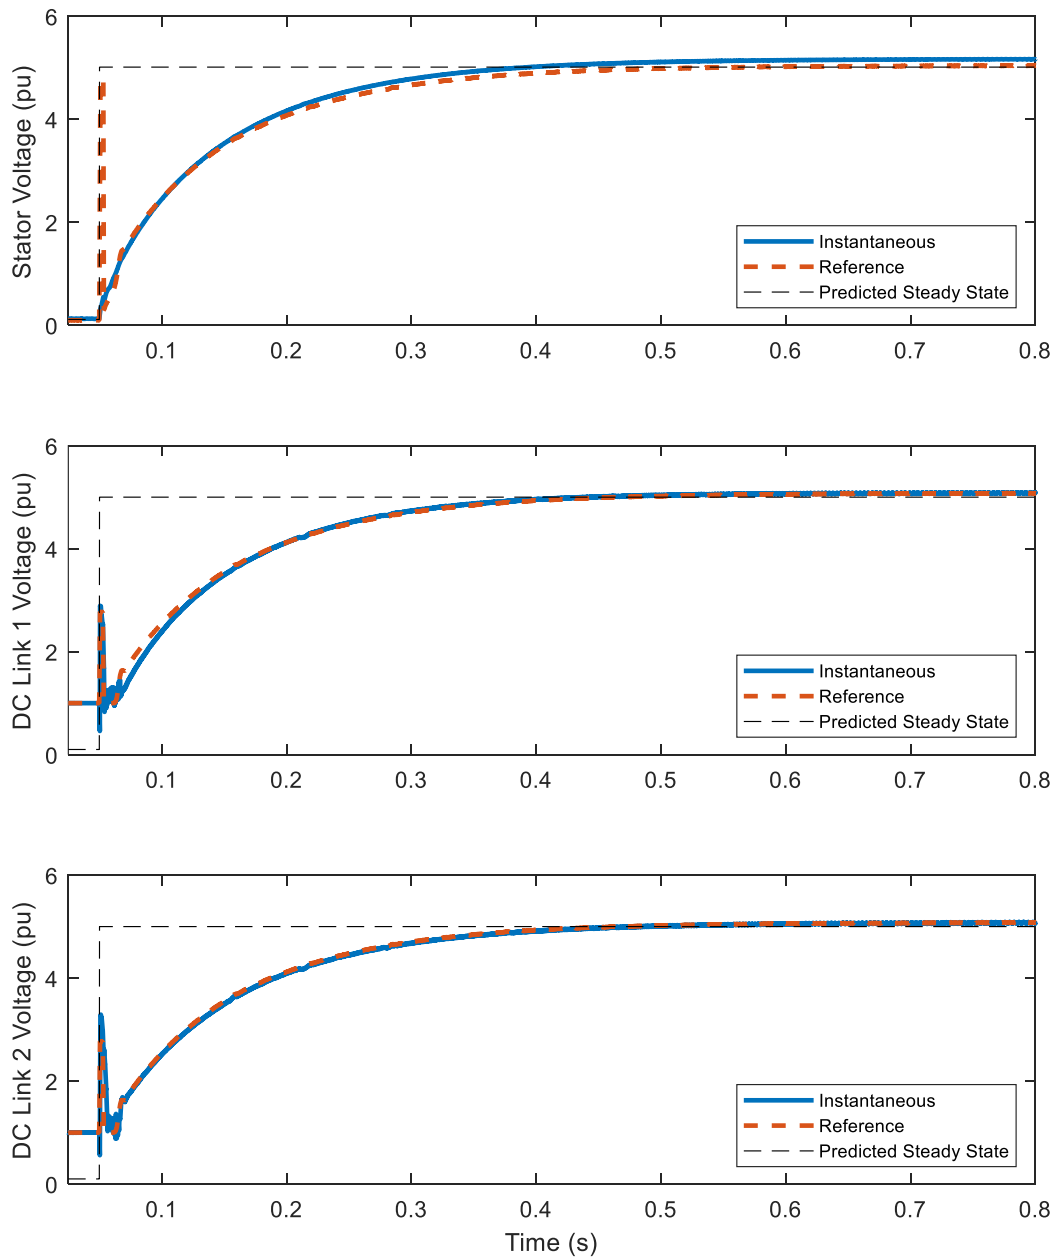 6
4
2
0
Stator Voltage (pu)
Instantaneous
Reference
Predicted Steady State
0.1 0.2 0.3 0.4 0.5 0.6 0.7 0.8
6
4
2
0
DC Link 1 Voltage (pu)
Instantaneous
Reference
Predicted Steady State
0.1 0.2 0.3 0.4 0.5 0.6 0.7 0.8
6
4
2
0
DC Link 2 Voltage (pu)
Instantaneous
Reference
Predicted Steady State
0.1 0.2 0.3 0.4 0.5 0.6 0.7 0.8
Time (s)